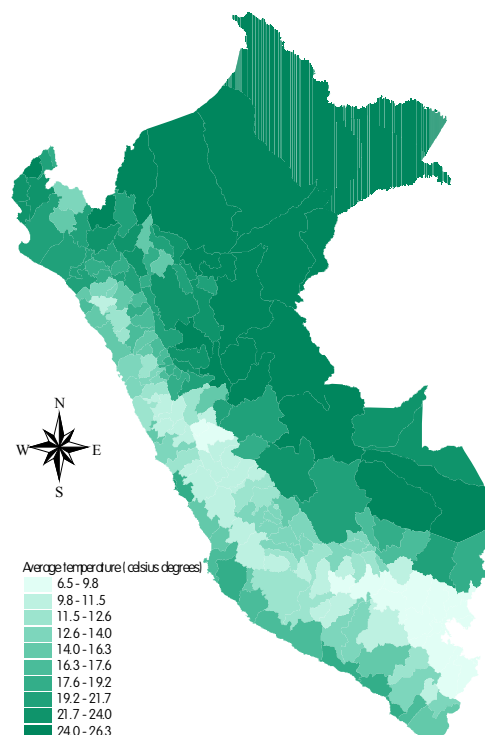 N
W E
S
Average temperature (celsius degrees)
6.5 - 9.8
9.8 - 11.5
11.5 - 12.6
12.6 - 14.0
14.0 - 16.3
16.3 - 17.6
17.6 - 19.2
19.2 - 21.7
21.7 - 24.0
24.0 - 26.3